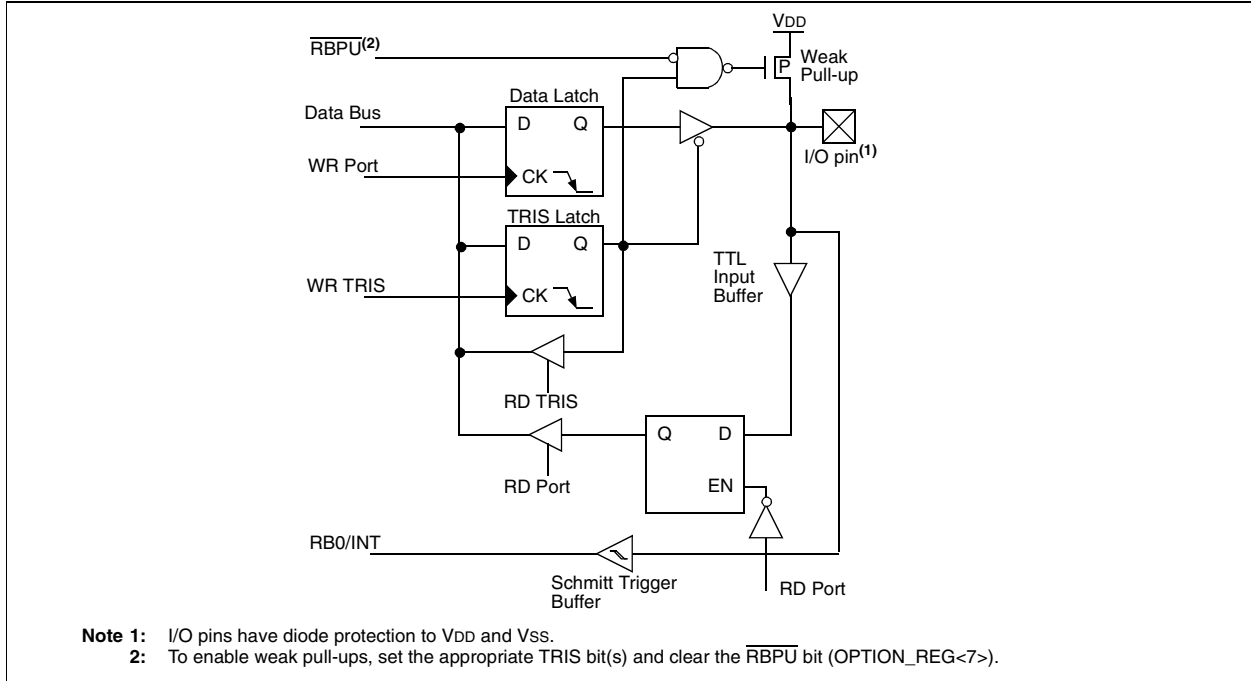 VDD
RBPU(2)
P
Weak
Pull-up
Data Latch
Data Bus
D Q
I/O pin(1)
WR Port
CK
TRIS Latch
D Q
TTL
Input
Buffer
WR TRIS
CK
RD TRIS
Q D
RD Port
EN
RB0/INT
Schmitt Trigger
Buffer
RD Port
Note 1: I/O pins have diode protection to VDD and VSS.
2: To enable weak pull-ups, set the appropriate TRIS bit(s) and clear the RBPU bit (OPTION_REG<7>).